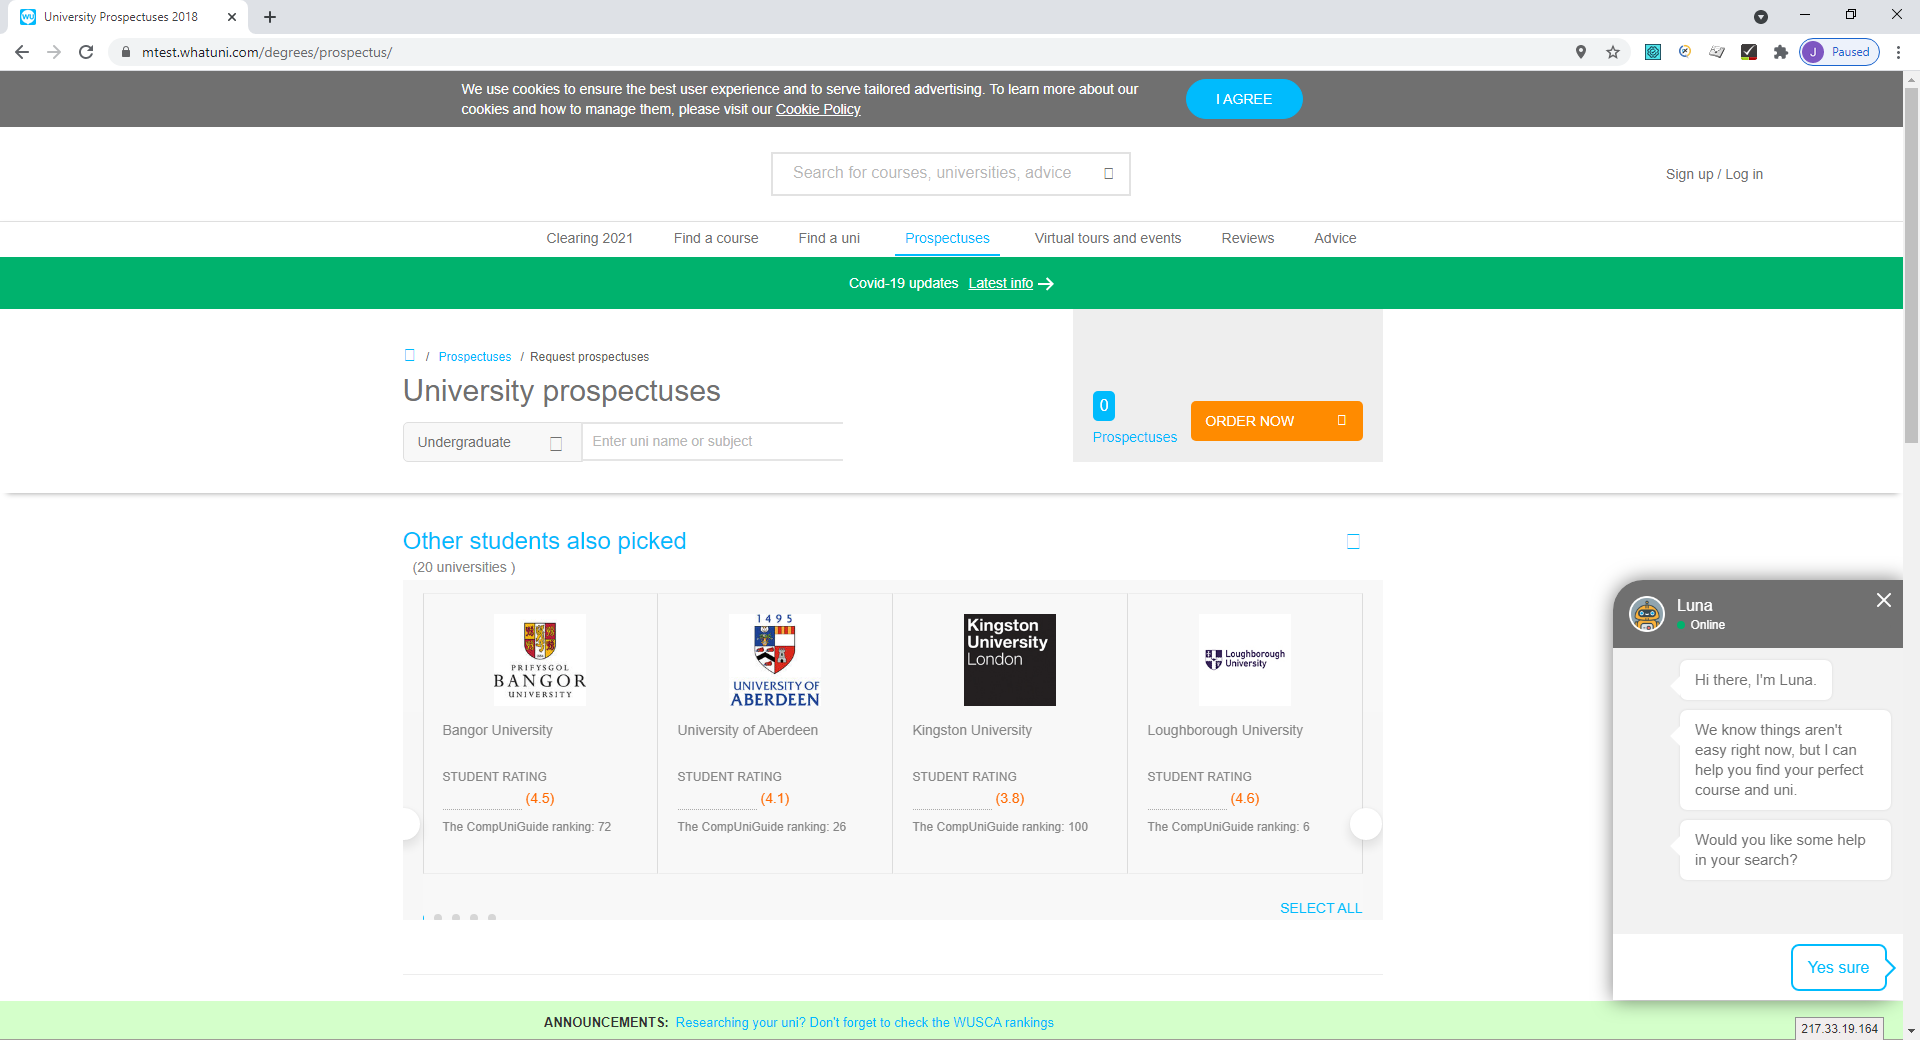 University Prospectuses 2018
mtest.whatuni.com/degrees/prospectus/
J Paused
We use cookies to ensure the best user experience and to serve tailored advertising. To learn more about our
cookies and how to manage them, please visit our Cookie Policy
I AGREE
Search for courses, universities, advice
Sign up / Log in
Clearing 2021 Find a course Find a uni Prospectuses Virtual tours and events Reviews Advice
Covid-19 updates Latest info
/ Prospectuses / Request prospectuses
University prospectuses
Undergraduate
Enter uni name or subject
0
Prospectuses
ORDER NOW
Other students also picked
(20 universities )
PRIFYSGOL
BANGOR
UNIVERSITY
1495
UNIVERSITY OF
ABERDEEN
Kingston
University
London
Loughborough
University
Bangor University University of Aberdeen Kingston University Loughborough University
STUDENT RATING STUDENT RATING STUDENT RATING STUDENT RATING
(4.5) (4.1) (3.8) (4.6)
The CompUniGuide ranking: 72 The CompUniGuide ranking: 26 The CompUniGuide ranking: 100 The CompUniGuide ranking: 6
SELECT ALL
Luna
Online
Hi there, I'm Luna.
We know things aren't
easy right now, but I can
help you find your perfect
course and uni.
Would you like some help
in your search?
Yes sure
ANNOUNCEMENTS: Researching your uni? Don't forget to check the WUSCA rankings
217.33.19.164